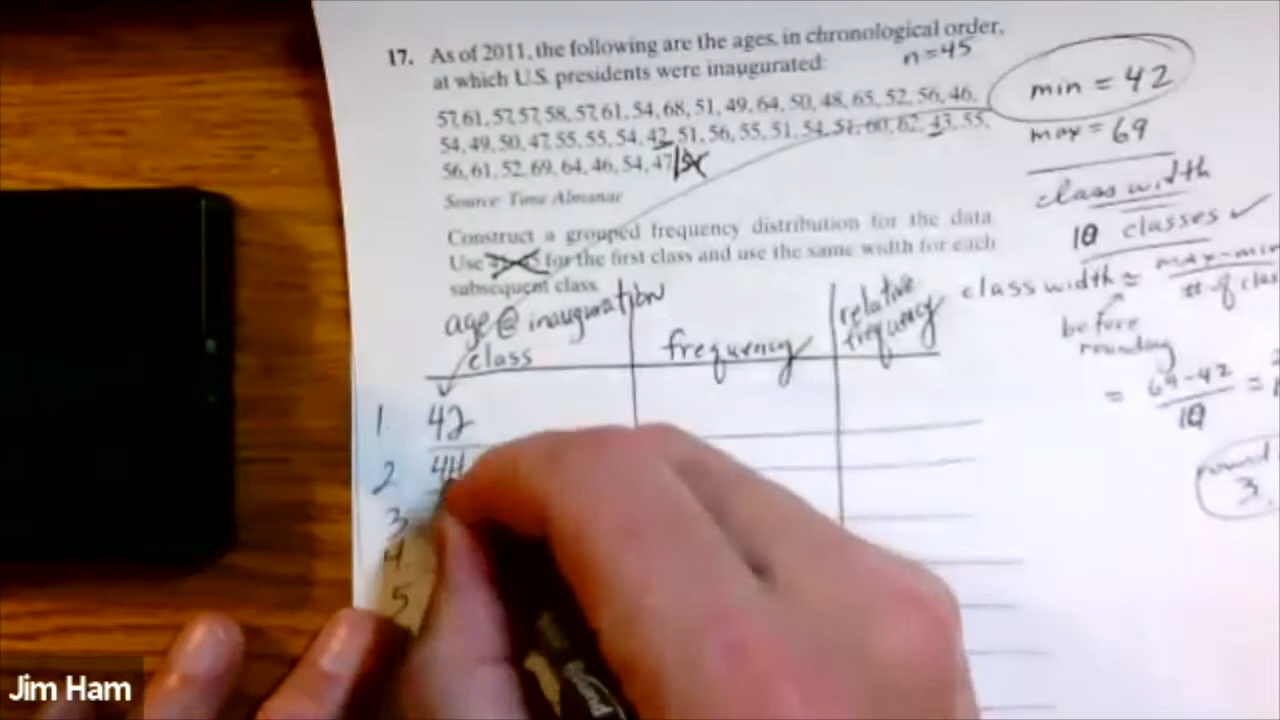 17. As of 2011, the following are the ages, in chronological order,
at which U.S. presidents were inaugurated:
n=45
57, 61, 57, 57, 58, 57, 61, 54, 68, 51, 49, 64, 50, 48, 65, 52, 56, 46,
54, 49, 50, 47, 55, 55, 54, 42, 51, 56, 55, 51, 54, 51, 60, 62, 43, 55,
56, 61, 52, 69, 64, 46, 54, 47
Source: Time Almanac
Construct a grouped frequency distribution for the data.
Use for the first class and use the same width for each
subsequent class.
min = 42
max = 69
class width
10 classes ✓
class width = max-min
# of
before
rounding
= 69-42 =
10
round
3
age @ inauguration
class
frequency
relative
frequency
1 42
2 44
3
4
5
Jim Ham